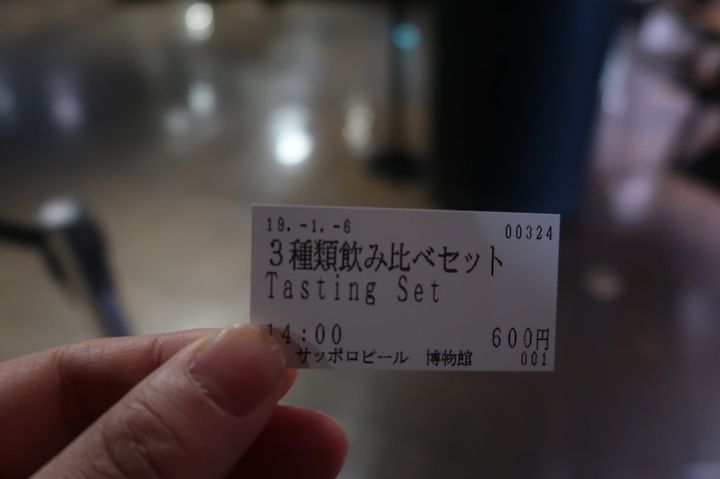 19.-1.-6 00324
3種類飲み比べセット
Tasting Set
14:00 600円
サッポロビール 博物館 001